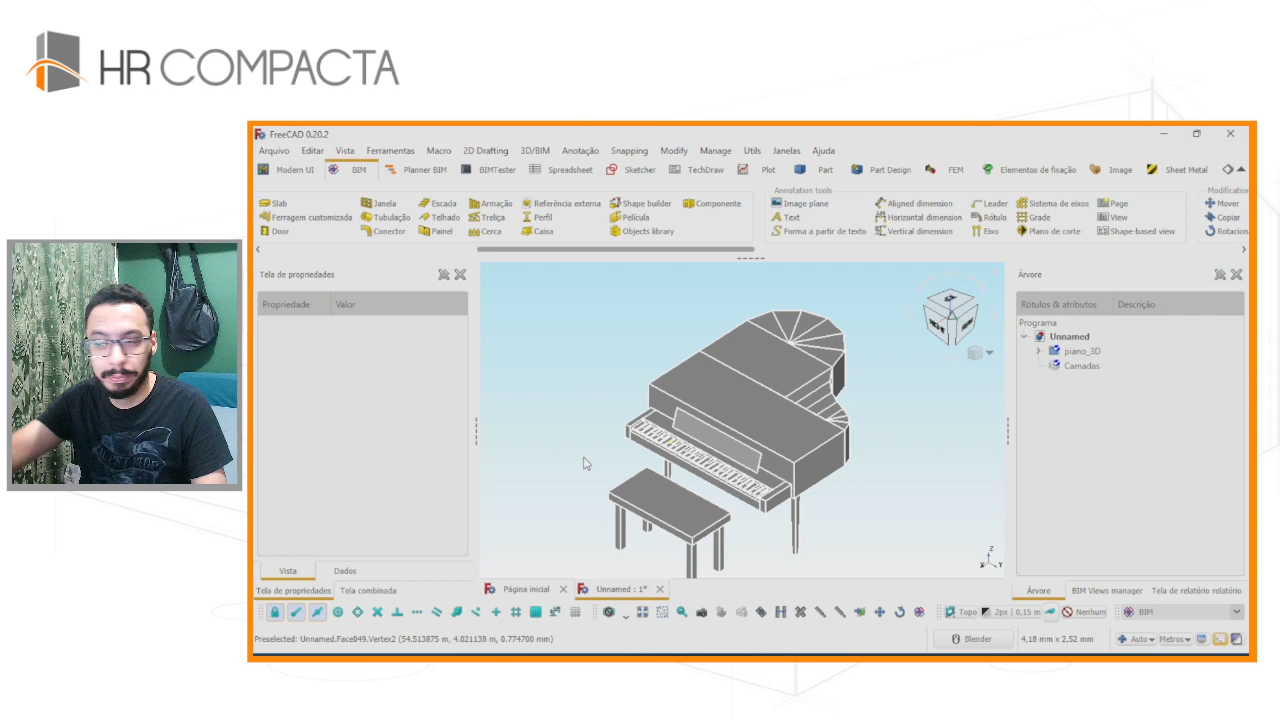 HR COMPACTA
FreeCAD 0.20.2
Arquivo Editar Vista Ferramentas Macro 2D Drafting 3D/BIM Anotação Snapping Modify Manage Utils Janelas Ajuda
Modern UI BIM Planner BIM BIMTester Spreadsheet Sketcher TechDraw Plot Part Part Design FEM Elementos de fixação Image Sheet Metal
Annotation tools Modification
Slab Janela Escada Armação Referência externa Shape builder Componente Image plane Aligned dimension Leader Sistema de eixos Page Mover
Ferragem customizada Tubulação Telhado Treliça Perfil Película Text Horizontal dimension Rótulo Grade View Copiar
Door Conector Painel Cerca Caixa Objects library Forma a partir de texto Vertical dimension Eixo Plano de corte Shape-based view Rotacion
Tela de propriedades Árvore
Propriedade Valor Rótulos & atributos Descrição
Programa
Unnamed
piano_3D
Camadas
Z
X Y
Vista Dados
Tela de propriedades Tela combinada Página inicial Unnamed : 1* Árvore BIM Views manager Tela de relatório relatório
Topo 2px | 0,15 m Nenhum BIM
Preselected: Unnamed.Face049.Vertex2 (54.513875 m, 4.021138 m, 0.774700 mm) Blender 4,18 mm x 2,52 mm Auto Metros